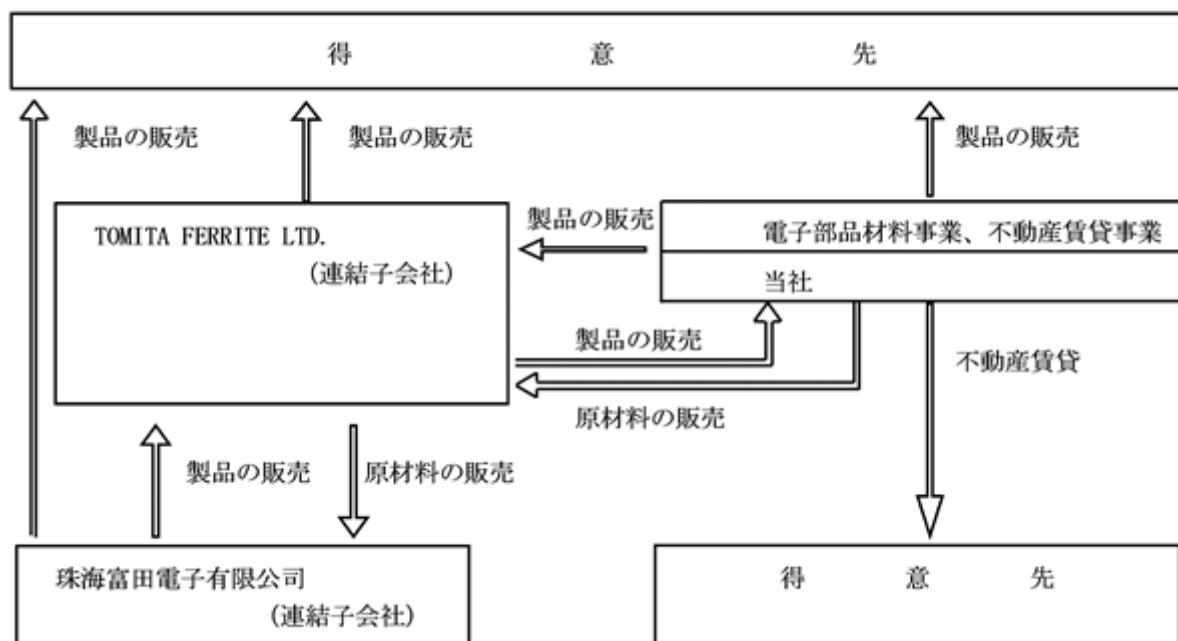 得　意　先
製品の販売
製品の販売
製品の販売
TOMITA FERRITE LTD.
(連結子会社)
製品の販売
電子部品材料事業、不動産賃貸事業
当社
製品の販売
原材料の販売
不動産賃貸
製品の販売
原材料の販売
珠海富田電子有限公司
(連結子会社)
得　意　先